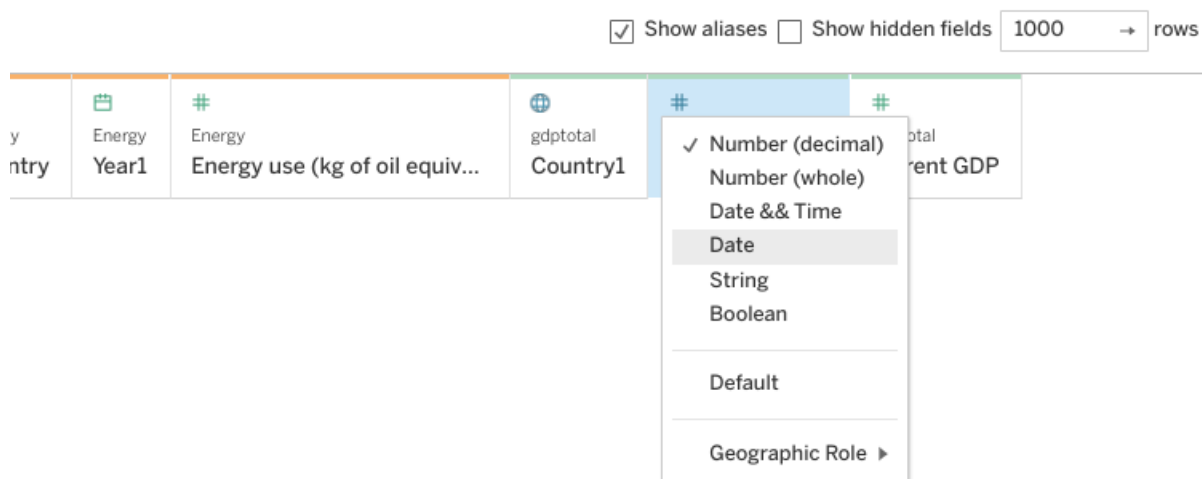 Show aliases Show hidden fields 1000 → rows
y Energy Energy gdptotal otal
ntry Year1 Energy use (kg of oil equiv... Country1 rent GDP
✓ Number (decimal)
Number (whole)
Date && Time
Date
String
Boolean
Default
Geographic Role